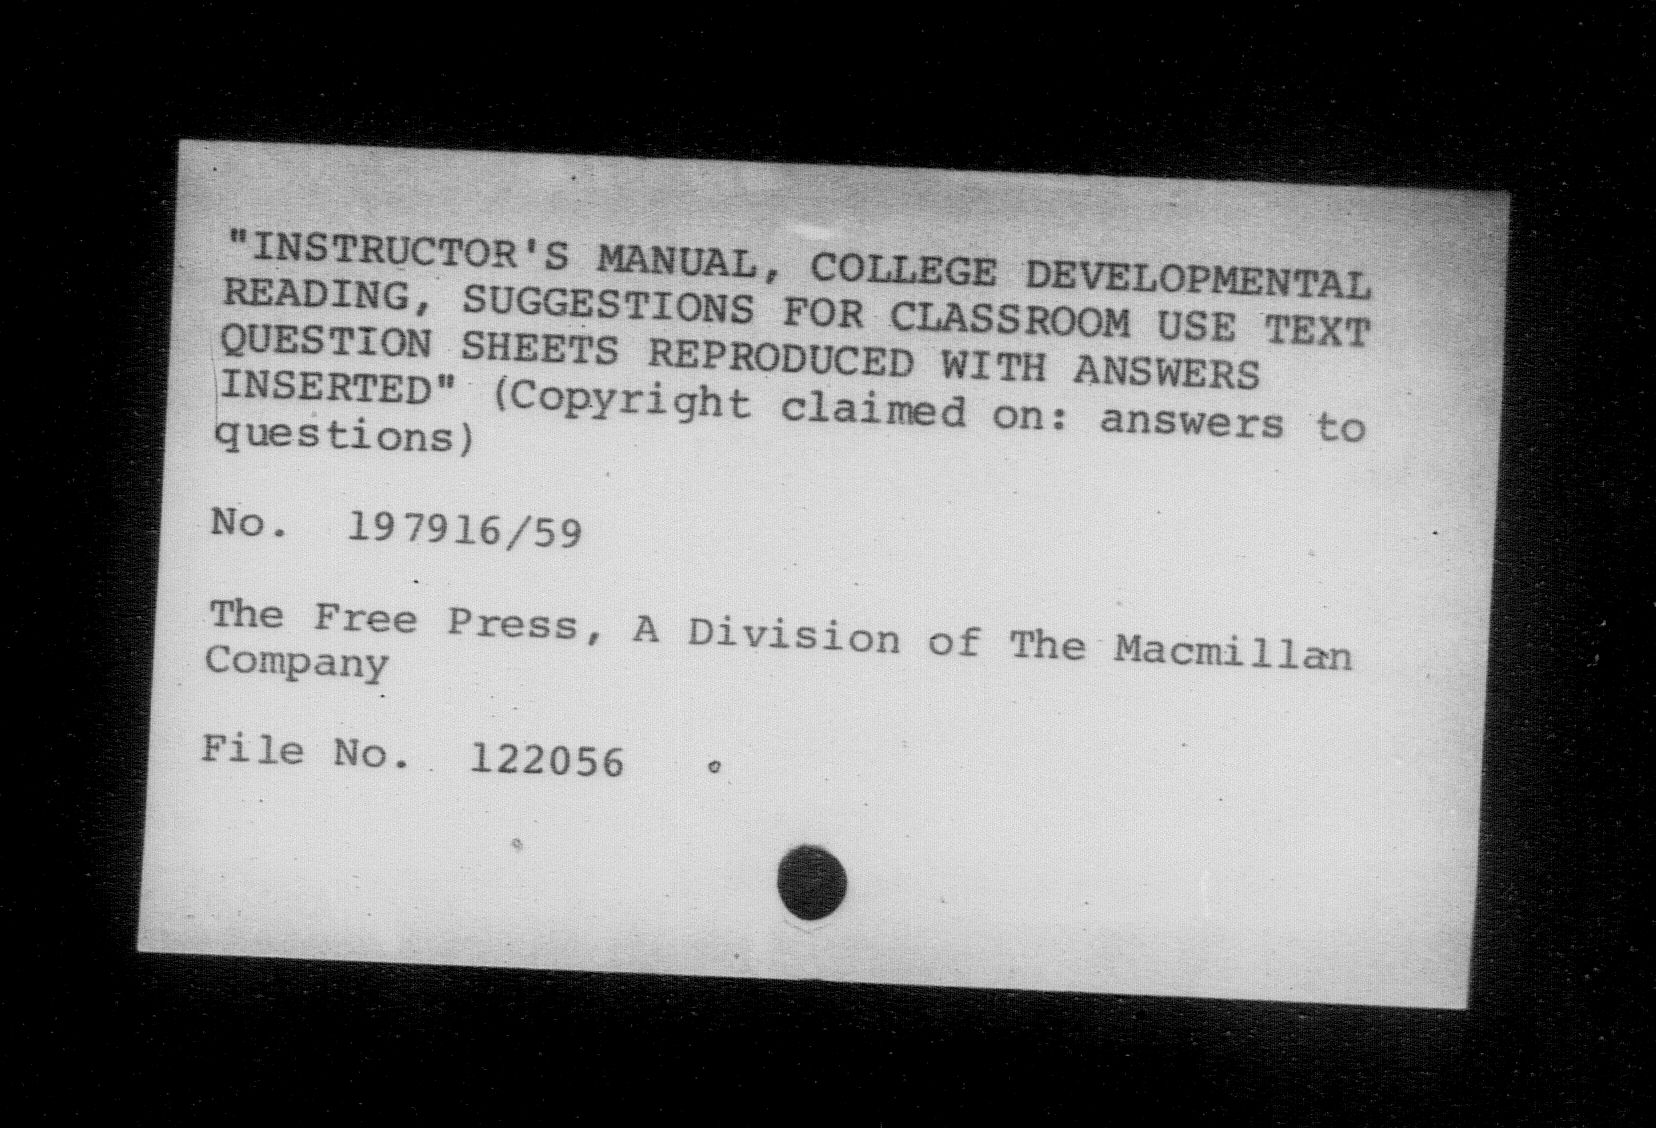 "INSTRUCTOR'S MANUAL, COLLEGE DEVELOPMENTAL
READING, SUGGESTIONS FOR CLASSROOM USE TEXT
QUESTION SHEETS REPRODUCED WITH ANSWERS
INSERTED" (Copyright claimed on: answers to
questions)
No. 197916/59
The Free Press, A Division of The Macmillan
Company
File No. 122056